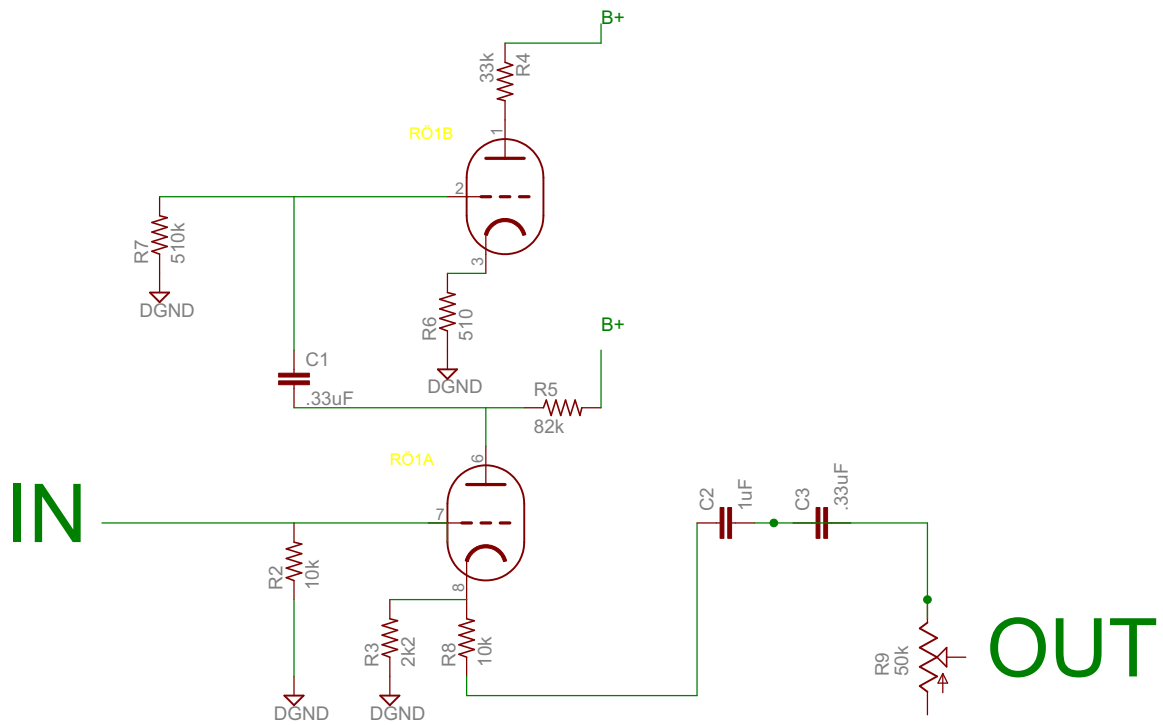 B+
33k
R4
RÖ1B
1
2
3
R7
510k
DGND
R6
510
DGND
B+
C1
.33uF
R5
82k
RÖ1A
6
IN
7
8
R2
10k
DGND
R3
2k2
DGND
R8
10k
C2
1uF
C3
.33uF
R9
50k
OUT